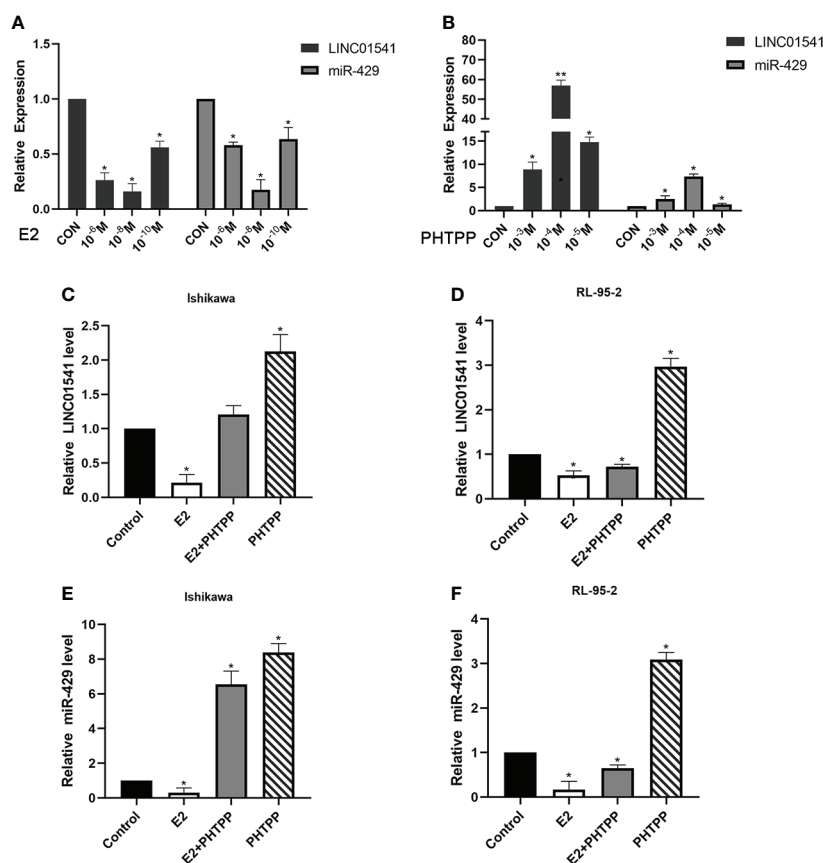 A
LINC01541
miR-429
Relative Expression
1.5
1.0
0.5
0.0
* * * * * *
E2
CON 10⁻⁶M 10⁻⁸M 10⁻¹⁰M CON 10⁻⁶M 10⁻⁸M 10⁻¹⁰M
B
LINC01541
miR-429
Relative Expression
80
70
60
50
40
15
10
5
0
* ** * * * * *
PHTPP
CON 10⁻³M 10⁻⁴M 10⁻⁵M CON 10⁻³M 10⁻⁴M 10⁻⁵M
C
Ishikawa
Relative LINC01541 level
2.5
2.0
1.5
1.0
0.5
0.0
* *
Control E2 E2+PHTPP PHTPP
D
RL-95-2
Relative LINC01541 level
4
3
2
1
0
* * *
Control E2 E2+PHTPP PHTPP
E
Ishikawa
Relative miR-429 level
10
8
6
4
2
0
* * *
Control E2 E2+PHTPP PHTPP
F
RL-95-2
Relative miR-429 level
4
3
2
1
0
* * *
Control E2 E2+PHTPP PHTPP